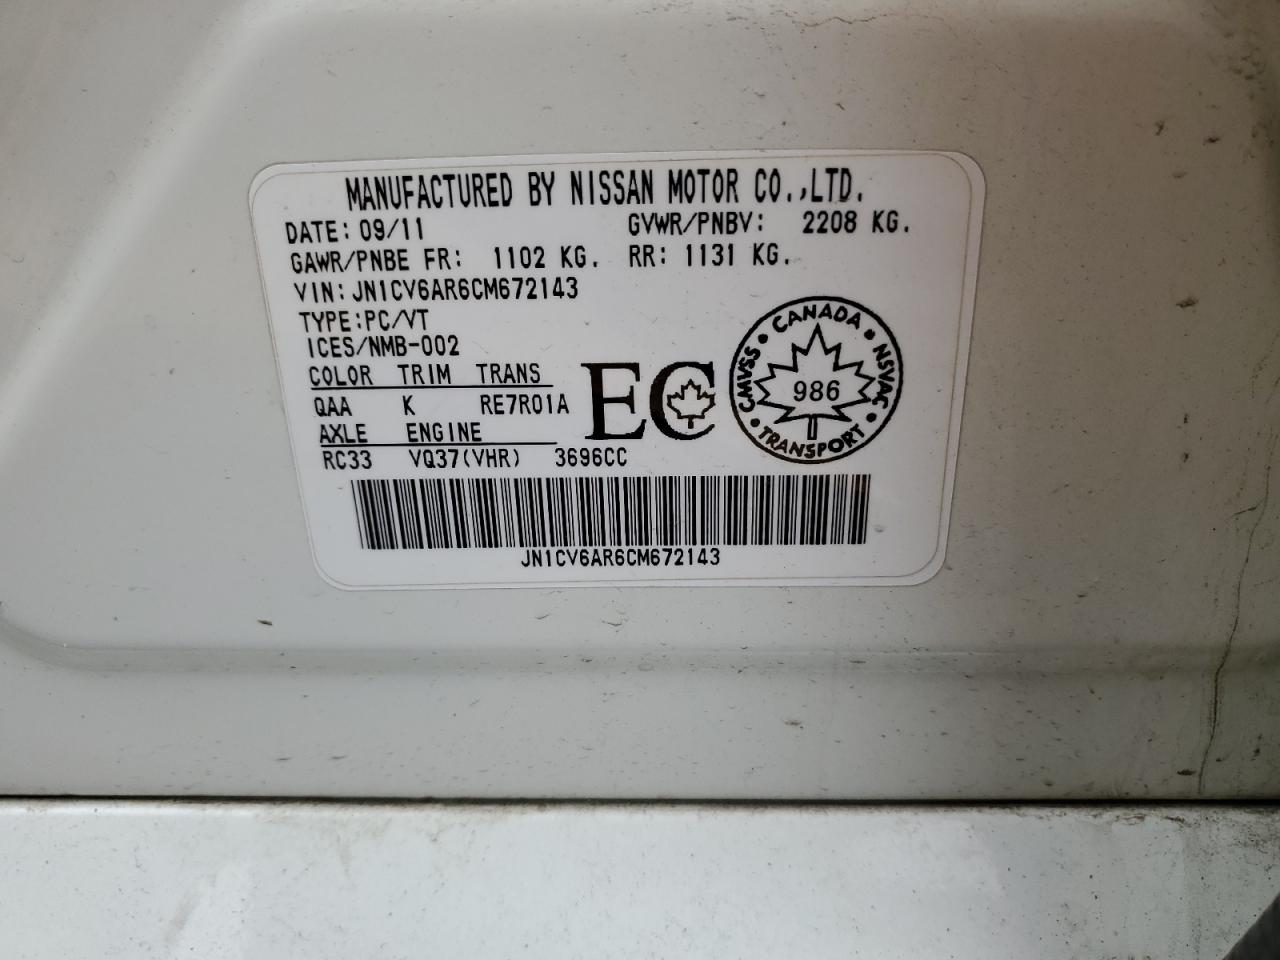 MANUFACTURED BY NISSAN MOTOR CO.,LTD.
DATE: 09/11 GVWR/PNBV: 2208 KG.
GAWR/PNBE FR: 1102 KG. RR: 1131 KG.
VIN: JN1CV6AR6CM672143
TYPE:PC/VT
ICES/NMB-002
COLOR TRIM TRANS
QAA K RE7R01A
AXLE ENGINE
RC33 VQ37(VHR) 3696CC
EC
CANADA
CMVSS • NSVAC
986
TRANSPORT
JN1CV6AR6CM672143